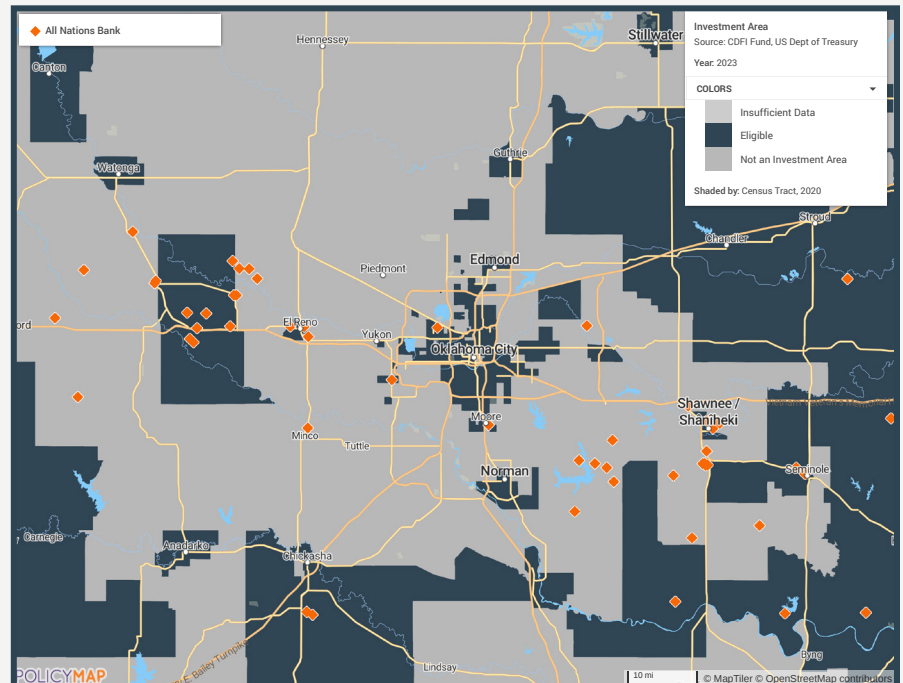 All Nations Bank
Investment Area
Source: CDFI Fund, US Dept of Treasury
Year: 2023
COLORS
Insufficient Data
Eligible
Not an Investment Area
Shaded by: Census Tract, 2020
Hennessey
Stillwater
Canton
Guthrie
Watonga
Stroud
Chandler
Edmond
Piedmont
ord
El Reno
Yukon
Oklahoma City
Shawnee /
Shaniheki
Moore
Minco
Tuttle
Norman
Seminole
Carnegie
Anadarko
Chickasha
Bailey Turnpike
Lindsay
Byng
10 mi
POLICYMAP
© MapTiler © OpenStreetMap contributors